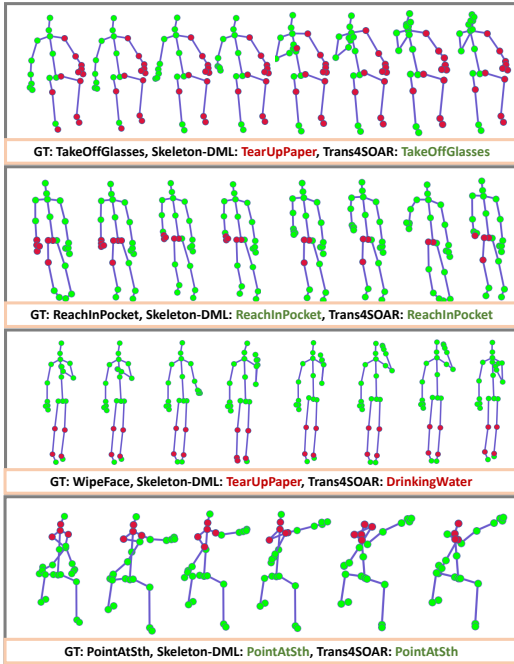 GT: TakeOffGlasses, Skeleton-DML: TearUpPaper, Trans4SOAR: TakeOffGlasses
GT: ReachInPocket, Skeleton-DML: ReachInPocket, Trans4SOAR: ReachInPocket
GT: WipeFace, Skeleton-DML: TearUpPaper, Trans4SOAR: DrinkingWater
GT: PointAtSth, Skeleton-DML: PointAtSth, Trans4SOAR: PointAtSth